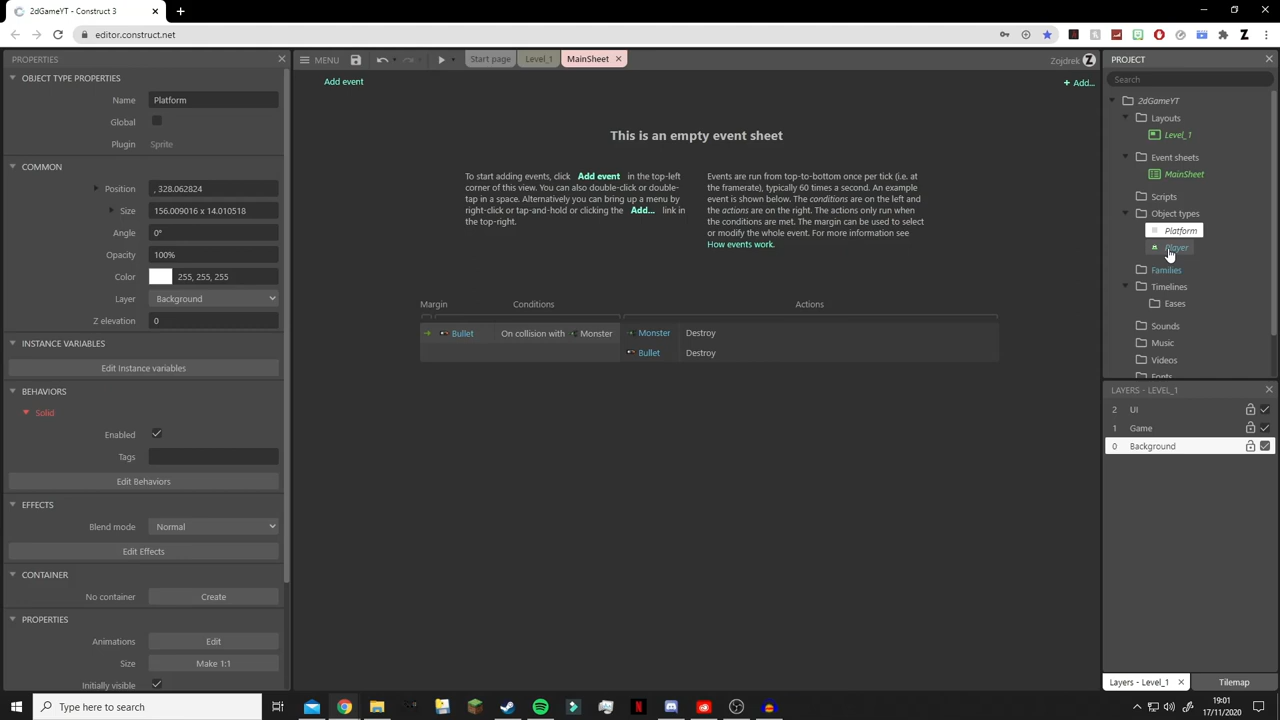 2dGameYT - Construct 3
editor.construct.net
PROPERTIES
OBJECT TYPE PROPERTIES
Name Platform
Global
Plugin Sprite
COMMON
Position , 328.062824
Size 156.009016 x 14.010518
Angle 0°
Opacity 100%
Color 255, 255, 255
Layer Background
Z elevation 0
INSTANCE VARIABLES
Edit Instance variables
BEHAVIORS
Solid
Enabled
Tags
Edit Behaviors
EFFECTS
Blend mode Normal
Edit Effects
CONTAINER
No container Create
PROPERTIES
Animations Edit
Size Make 1:1
Initially visible
MENU
Start page Level_1 MainSheet
Zojdrek
Add event
+ Add...
This is an empty event sheet
To start adding events, click Add event in the top-left
corner of this view. You can also double-click or double-
tap in a space. Alternatively you can bring up a menu by
right-click or tap-and-hold or clicking the Add... link in
the top-right.
Events are run from top-to-bottom once per tick (i.e. at
the framerate), typically 60 times a second. An example
event is shown below. The conditions are on the left
and the actions are on the right. The actions only run
when the conditions are met. The margin can be used to select
or modify the whole event. For more information see
How events work.
Margin Conditions Actions
Bullet On collision with Monster Monster Destroy
Bullet Destroy
PROJECT
Search
2dGameYT
Layouts
Level_1
Event sheets
MainSheet
Scripts
Object types
Platform
Player
Families
Timelines
Eases
Sounds
Music
Videos
Fonts
LAYERS - LEVEL_1
2 UI
1 Game
0 Background
Layers - Level_1 Tilemap
Type here to search
19:01
17/11/2020